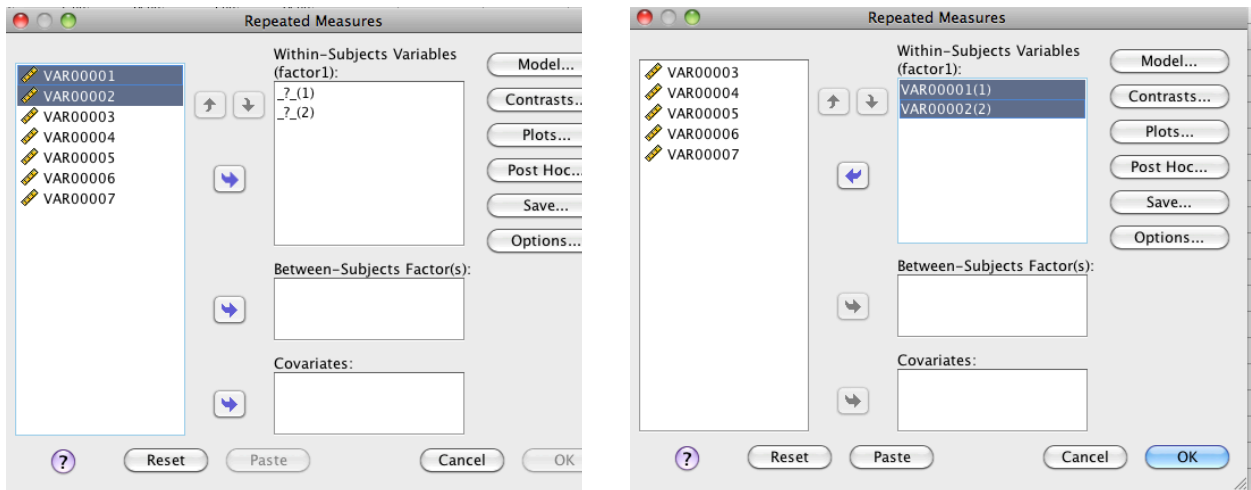 Repeated Measures
VAR00001
VAR00002
VAR00003
VAR00004
VAR00005
VAR00006
VAR00007
Within-Subjects Variables
(factor1):
_?_(1)
_?_(2)
Between-Subjects Factor(s):
Covariates:
Model...
Contrasts..
Plots...
Post Hoc...
Save...
Options...
?
Reset
Paste
Cancel
OK
Repeated Measures
VAR00003
VAR00004
VAR00005
VAR00006
VAR00007
Within-Subjects Variables
(factor1):
VAR00001(1)
VAR00002(2)
Between-Subjects Factor(s):
Covariates:
Model...
Contrasts...
Plots...
Post Hoc...
Save...
Options...
?
Reset
Paste
Cancel
OK